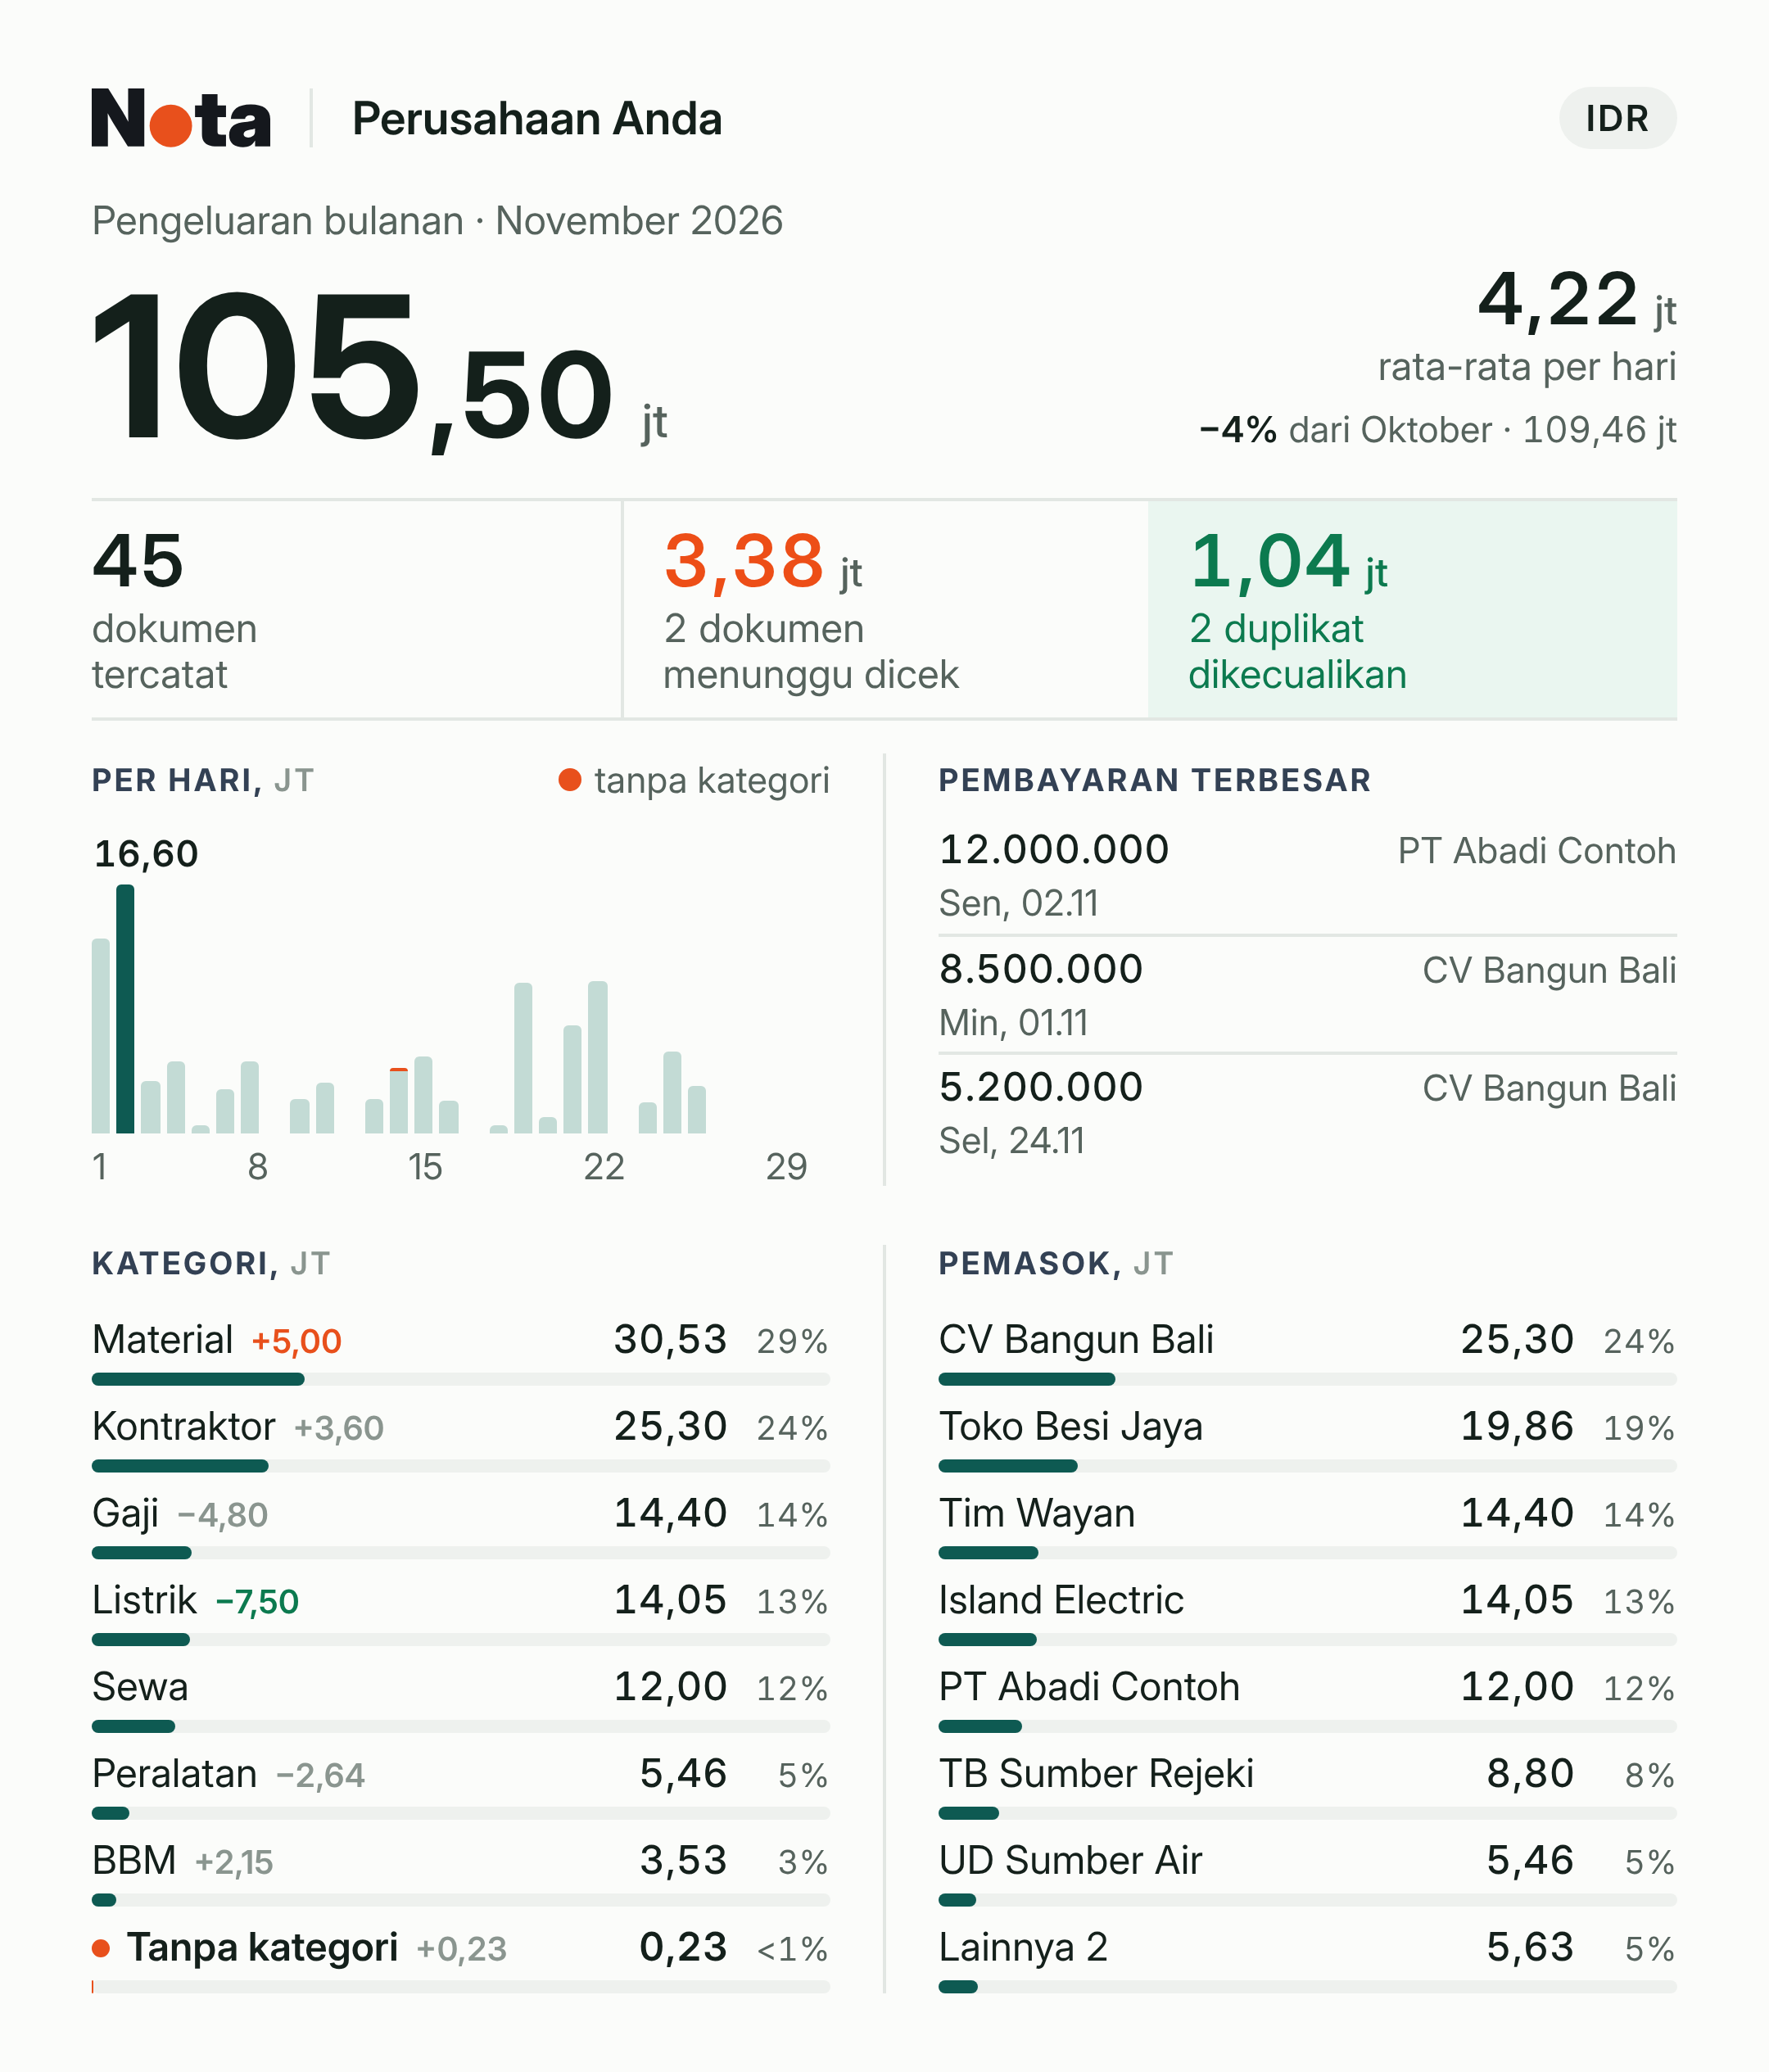 Nota
Perusahaan Anda
IDR
Pengeluaran bulanan · November 2026
105,50 jt
4,22 jt
rata-rata per hari
−4% dari Oktober · 109,46 jt
45
dokumen
tercatat
3,38 jt
2 dokumen
menunggu dicek
1,04 jt
2 duplikat
dikecualikan
PER HARI, JT
tanpa kategori
16,60
1 8 15 22 29
PEMBAYARAN TERBESAR
12.000.000 PT Abadi Contoh
Sen, 02.11
8.500.000 CV Bangun Bali
Min, 01.11
5.200.000 CV Bangun Bali
Sel, 24.11
KATEGORI, JT
Material +5,00 30,53 29%
Kontraktor +3,60 25,30 24%
Gaji −4,80 14,40 14%
Listrik −7,50 14,05 13%
Sewa 12,00 12%
Peralatan −2,64 5,46 5%
BBM +2,15 3,53 3%
Tanpa kategori +0,23 0,23 <1%
PEMASOK, JT
CV Bangun Bali 25,30 24%
Toko Besi Jaya 19,86 19%
Tim Wayan 14,40 14%
Island Electric 14,05 13%
PT Abadi Contoh 12,00 12%
TB Sumber Rejeki 8,80 8%
UD Sumber Air 5,46 5%
Lainnya 2 5,63 5%